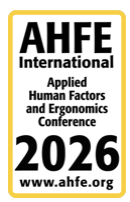 AHFE
International
Applied
Human Factors
and Ergonomics
Conference
2026
www.ahfe.org